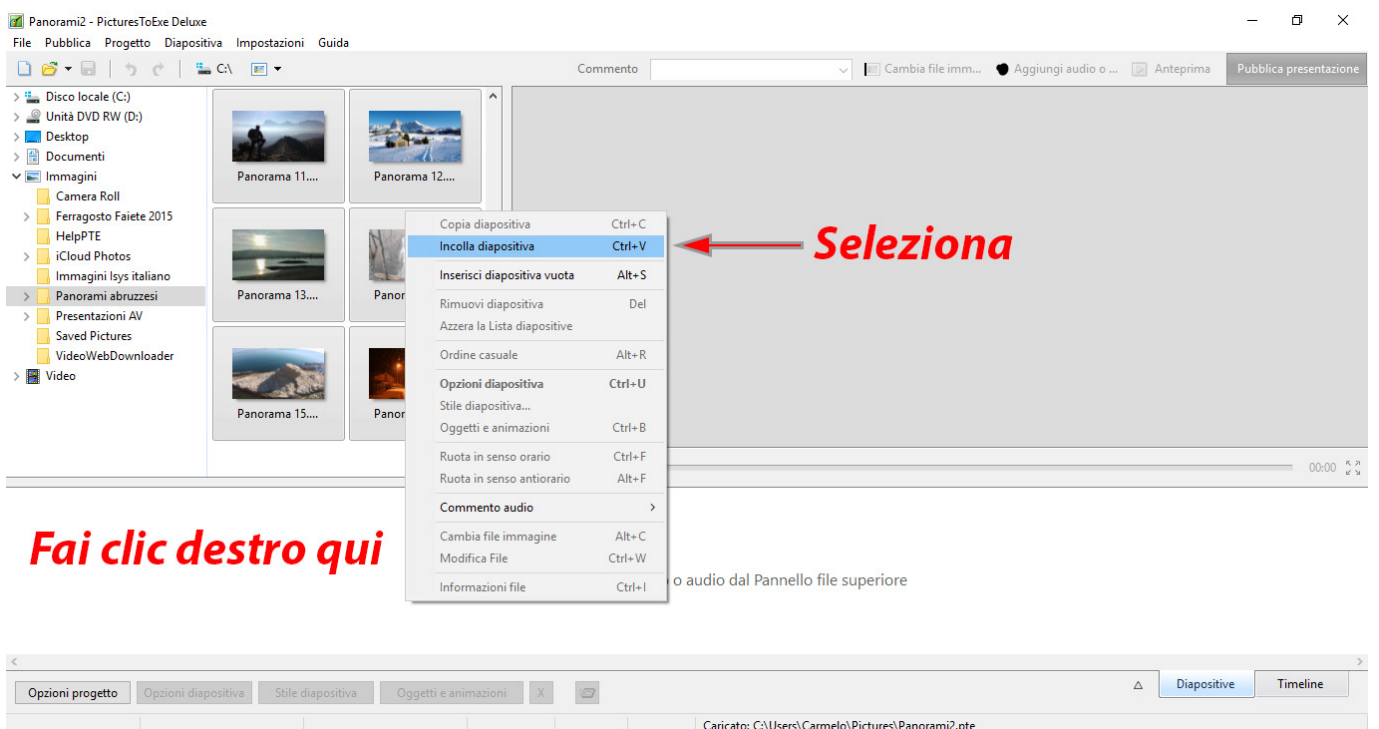 Panorami2 - PicturesToExe Deluxe
File Pubblica Progetto Diapositiva Impostazioni Guida
C:\ Commento Cambia file imm... Aggiungi audio o ... Anteprima Pubblica presentazione
Disco locale (C:)
Unità DVD RW (D:)
Desktop
Documenti
Immagini
Camera Roll
Ferragosto Faiete 2015
HelpPTE
iCloud Photos
Immagini Isys italiano
Panorami abruzzesi
Presentazioni AV
Saved Pictures
VideoWebDownloader
Video
Panorama 11.... Panorama 12....
Panorama 13.... Panor
Panorama 15.... Panor
Copia diapositiva Ctrl+C
Incolla diapositiva Ctrl+V
Inserisci diapositiva vuota Alt+S
Rimuovi diapositiva Del
Azzera la Lista diapositive
Ordine casuale Alt+R
Opzioni diapositiva Ctrl+U
Stile diapositiva...
Oggetti e animazioni Ctrl+B
Ruota in senso orario Ctrl+F
Ruota in senso antiorario Alt+F
Commento audio
Cambia file immagine Alt+C
Modifica File Ctrl+W
Informazioni file Ctrl+I
Seleziona
00:00
Fai clic destro qui
o audio dal Pannello file superiore
Opzioni progetto Opzioni diapositiva Stile diapositiva Oggetti e animazioni X Diapositive Timeline
Caricato: C:\Users\Carmelo\Pictures\Panorami2.pte